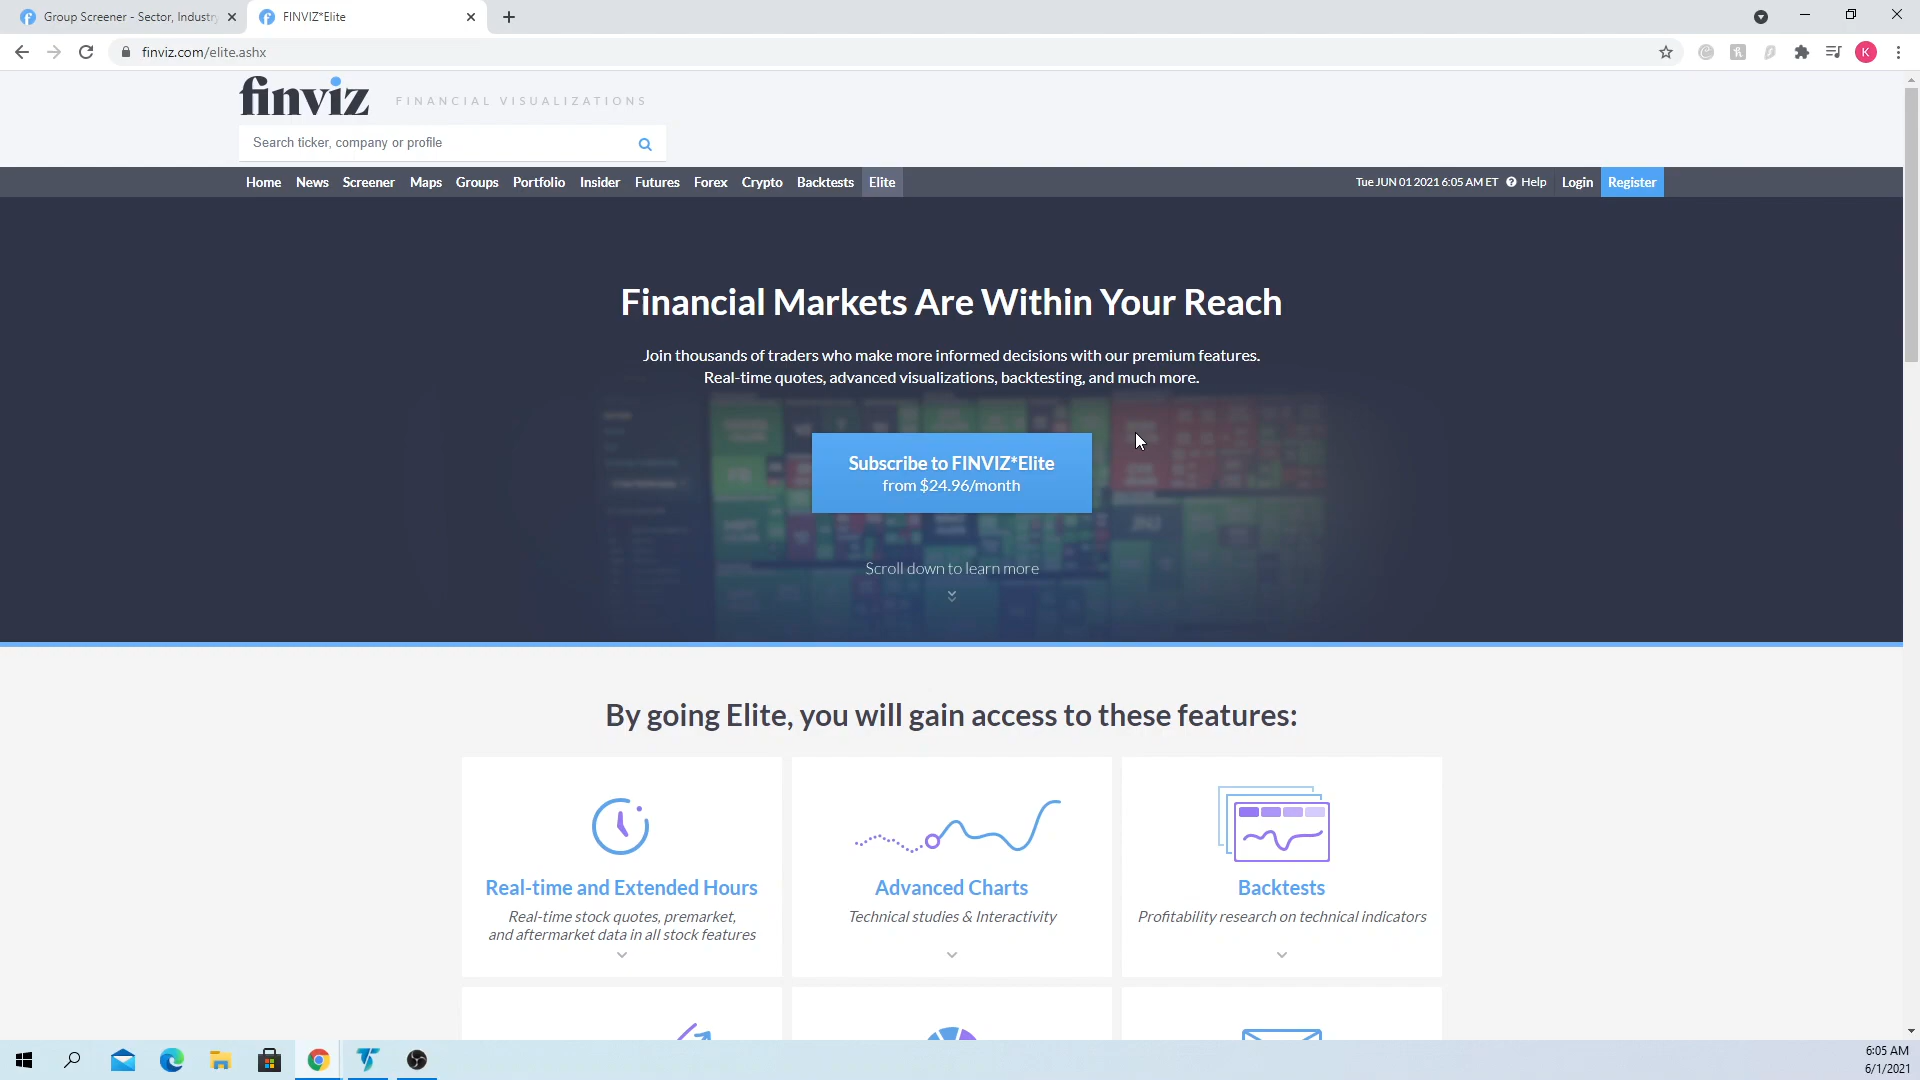 Group Screener - Sector, Industry
FINVIZ*Elite
finviz.com/elite.ashx
K
finviz
FINANCIAL VISUALIZATIONS
Search ticker, company or profile
Home News Screener Maps Groups Portfolio Insider Futures Forex Crypto Backtests Elite
Tue JUN 01 2021 6:05 AM ET Help Login Register
Financial Markets Are Within Your Reach
Join thousands of traders who make more informed decisions with our premium features.
Real-time quotes, advanced visualizations, backtesting, and much more.
Subscribe to FINVIZ*Elite
from $24.96/month
Scroll down to learn more
By going Elite, you will gain access to these features:
Real-time and Extended Hours
Real-time stock quotes, premarket,
and aftermarket data in all stock features
Advanced Charts
Technical studies & Interactivity
Backtests
Profitability research on technical indicators
6:05 AM
6/1/2021